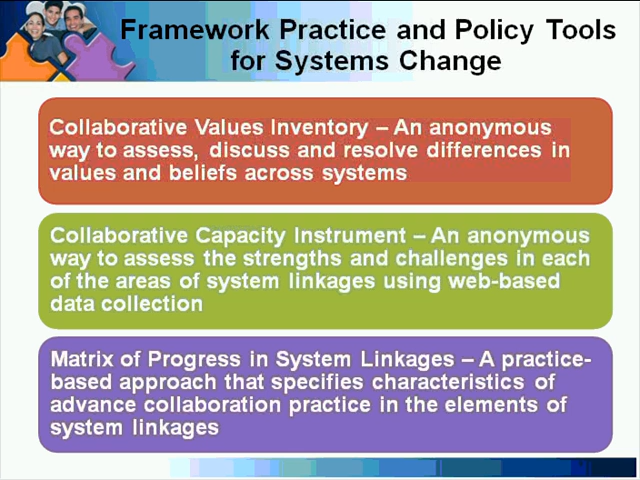 Framework Practice and Policy Tools
for Systems Change
Collaborative Values Inventory – An anonymous
way to assess, discuss and resolve differences in
values and beliefs across systems
Collaborative Capacity Instrument – An anonymous
way to assess the strengths and challenges in each
of the areas of system linkages using web-based
data collection
Matrix of Progress in System Linkages – A practice-
based approach that specifies characteristics of
advance collaboration practice in the elements of
system linkages